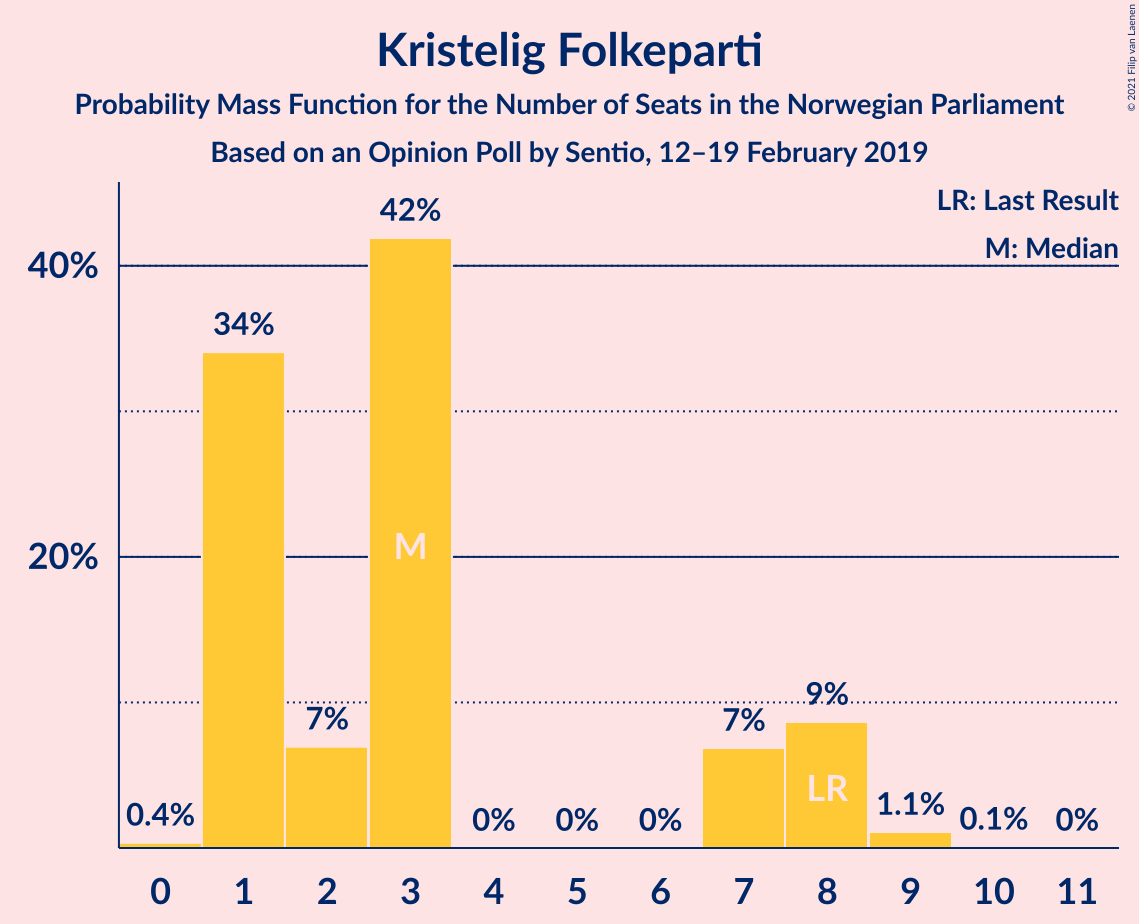 Kristelig Folkeparti
Probability Mass Function for the Number of Seats in the Norwegian Parliament
Based on an Opinion Poll by Sentio, 12–19 February 2019
© 2021 Filip van Laenen
LR: Last Result
M: Median
40%
20%
0.4%
34%
7%
42%
0%
0%
0%
7%
9%
1.1%
0.1%
0%
M
LR
0 1 2 3 4 5 6 7 8 9 10 11